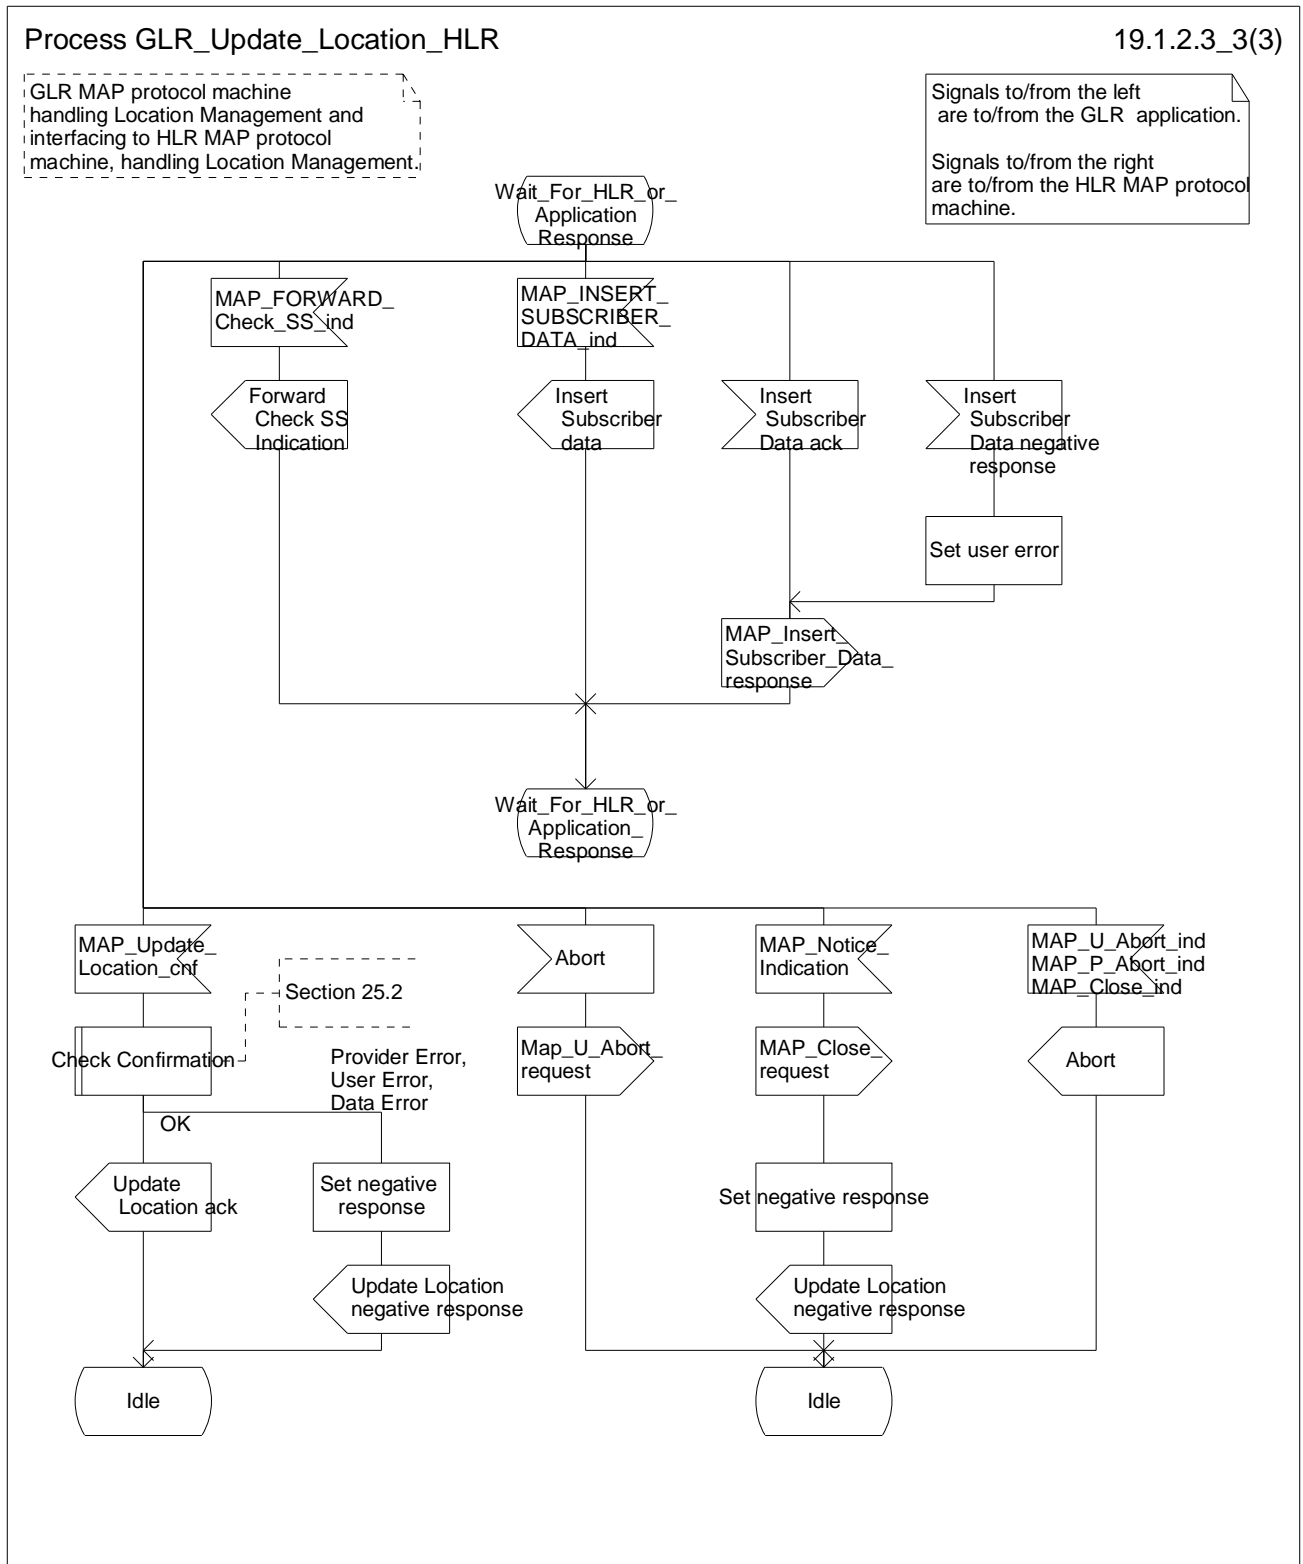 Process GLR_Update_Location_HLR
19.1.2.3_3(3)
GLR MAP protocol machine
handling Location Management and
interfacing to HLR MAP protocol
machine, handling Location Management.
Signals to/from the left
are to/from the GLR application.
Signals to/from the right
are to/from the HLR MAP protocol
machine.
Wait_For_HLR_or_
Application
Response
MAP_FORWARD_
Check_SS_ind
MAP_INSERT_
SUBSCRIBER_
DATA_ind
Forward
Check SS
Indication
Insert
Subscriber
data
Insert
Subscriber
Data ack
Insert
Subscriber
Data negative
response
Set user error
MAP_Insert_
Subscriber_Data_
response
Wait_For_HLR_or_
Application_
Response
MAP_Update_
Location_cnf
Section 25.2
Abort
MAP_Notice_
Indication
MAP_U_Abort_ind
MAP_P_Abort_ind
MAP_Close_ind
Check Confirmation
Provider Error,
User Error,
Data Error
Map_U_Abort_
request
MAP_Close_
request
Abort
OK
Update
Location ack
Set negative
response
Set negative response
Update Location
negative response
Update Location
negative response
Idle
Idle